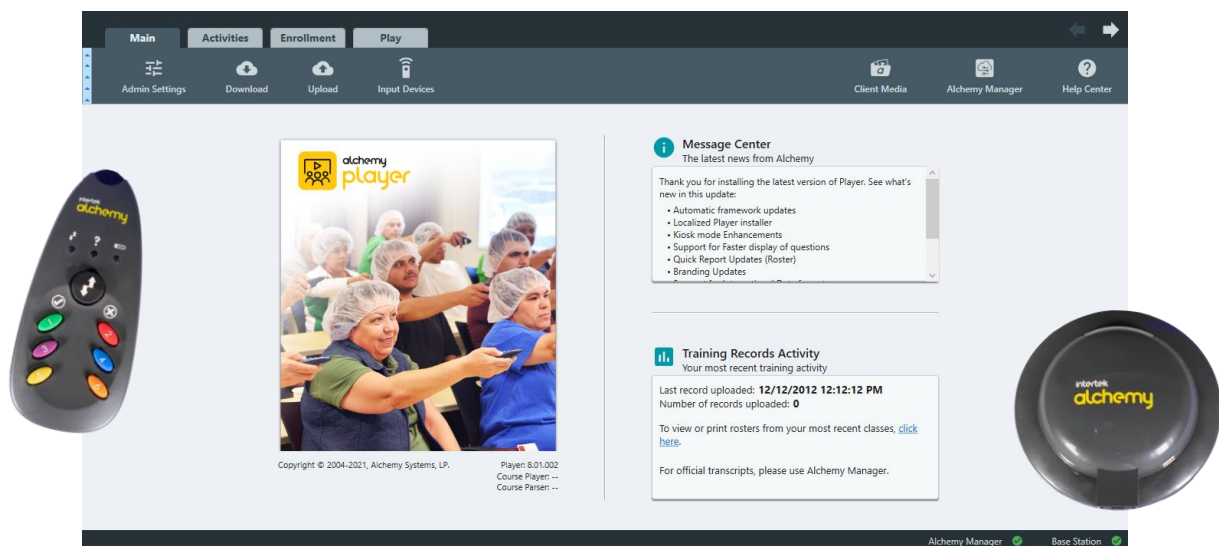 Main
Activities
Enrollment
Play
Admin Settings
Download
Upload
Input Devices
Client Media
Alchemy Manager
Help Center
alchemy
player
Copyright © 2004-2021, Alchemy Systems, LP.
Player: 8.01.002
Course Player: --
Course Parser: --
Message Center
The latest news from Alchemy
Thank you for installing the latest version of Player. See what's
new in this update:
• Automatic framework updates
• Localized Player installer
• Kiosk mode Enhancements
• Support for Faster display of questions
• Quick Report Updates (Roster)
• Branding Updates
Training Records Activity
Your most recent training activity
Last record uploaded: 12/12/2012 12:12:12 PM
Number of records uploaded: 0
To view or print rosters from your most recent classes, click
here.
For official transcripts, please use Alchemy Manager.
Alchemy Manager
Base Station
intertek
alchemy
?
1
2
3
4
5
intertek
alchemy